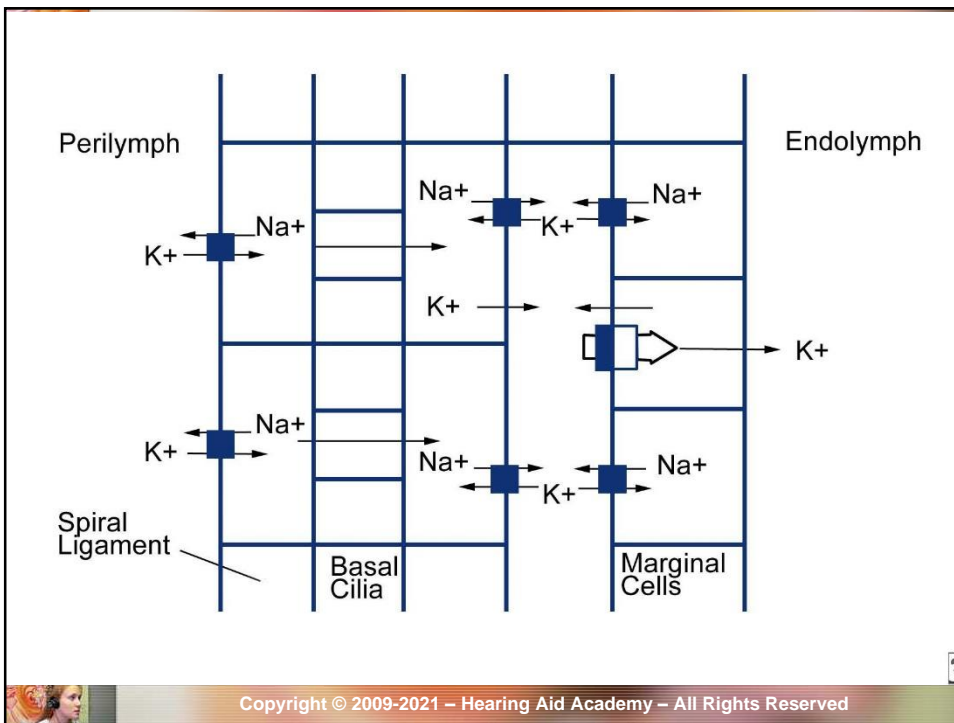 Perilymph
Endolymph
Na+
Na+
Na+
K+
K+
K+
K+
Na+
K+
Na+
Na+
K+
Na+
Spiral
Ligament
Basal
Cilia
Marginal
Cells
Copyright © 2009-2021 – Hearing Aid Academy – All Rights Reserved